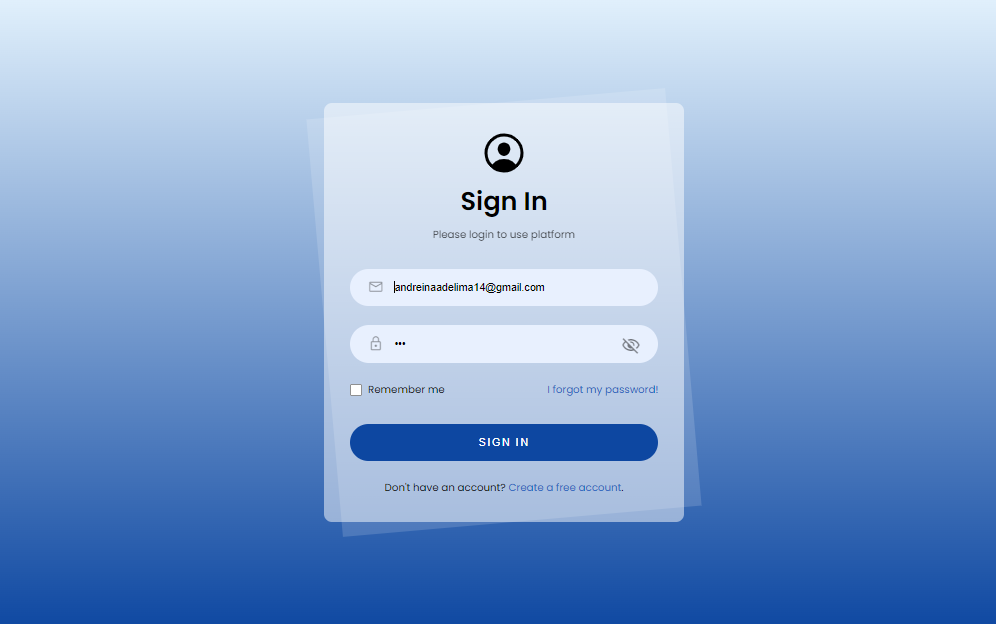 Sign In
Please login to use platform
andreinaadelima14@gmail.com
•••
Remember me
I forgot my password!
SIGN IN
Don't have an account? Create a free account.